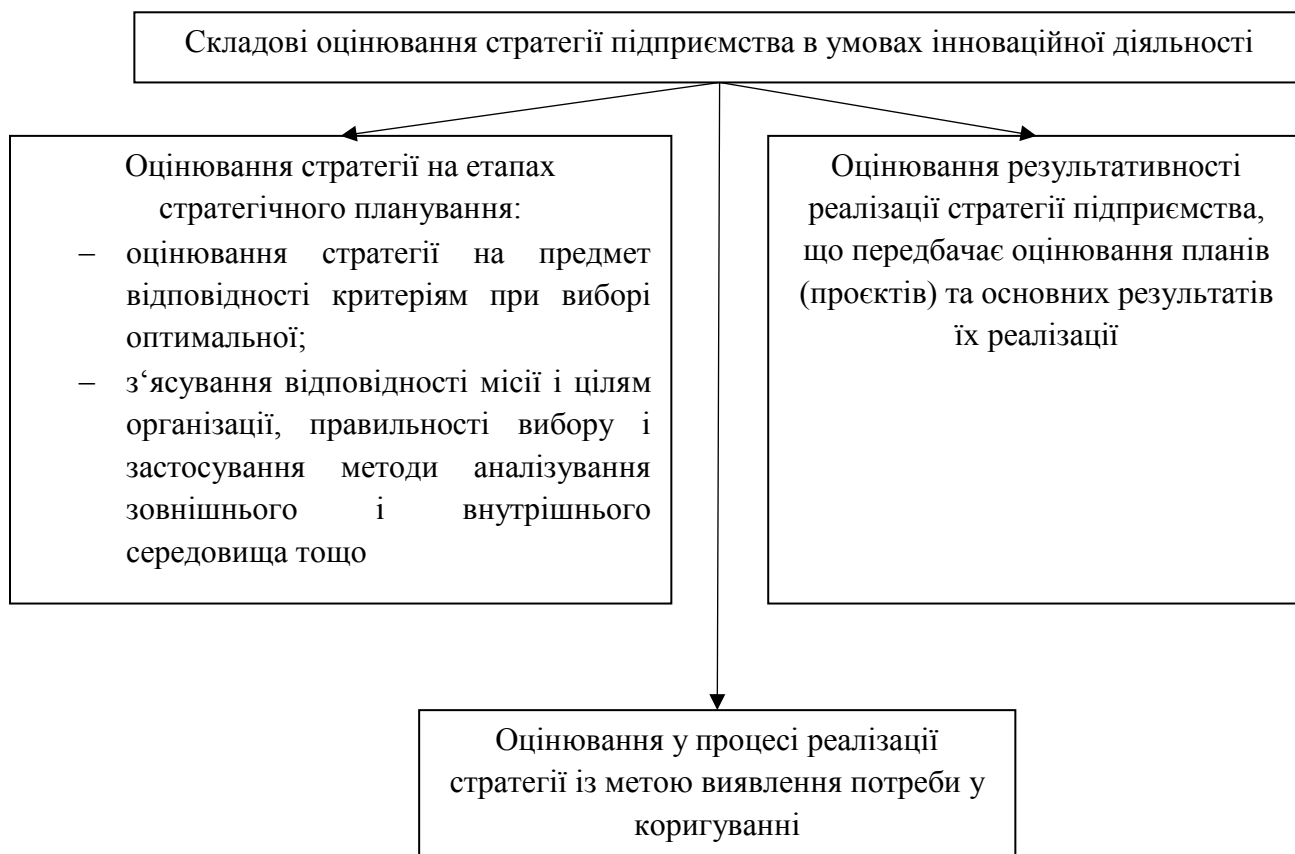 Складові оцінювання стратегії підприємства в умовах інноваційної діяльності
Оцінювання стратегії на етапах
стратегічного планування:
– оцінювання стратегії на предмет
відповідності критеріям при виборі
оптимальної;
– з‘ясування відповідності місії і цілям
організації, правильності вибору і
застосування методи аналізування
зовнішнього і внутрішнього
середовища тощо
Оцінювання результативності
реалізації стратегії підприємства,
що передбачає оцінювання планів
(проєктів) та основних результатів
їх реалізації
Оцінювання у процесі реалізації
стратегії із метою виявлення потреби у
коригуванні